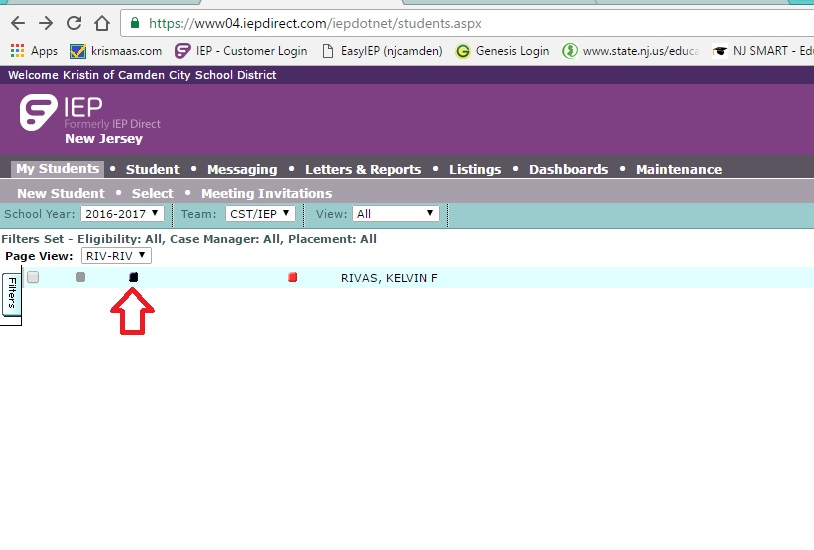 https://www04.iepdirect.com/iepdotnet/students.aspx
Apps krismaas.com IEP - Customer Login EasyIEP (njcamden) Genesis Login www.state.nj.us/educa NJ SMART - Edu
Welcome Kristin of Camden City School District
IEP
Formerly IEP Direct
New Jersey
My Students • Student • Messaging • Letters & Reports • Listings • Dashboards • Maintenance
New Student • Select • Meeting Invitations
School Year: 2016-2017 Team: CST/IEP View: All
Filters Set - Eligibility: All, Case Manager: All, Placement: All
Page View: RIV-RIV
Filters
RIVAS, KELVIN F